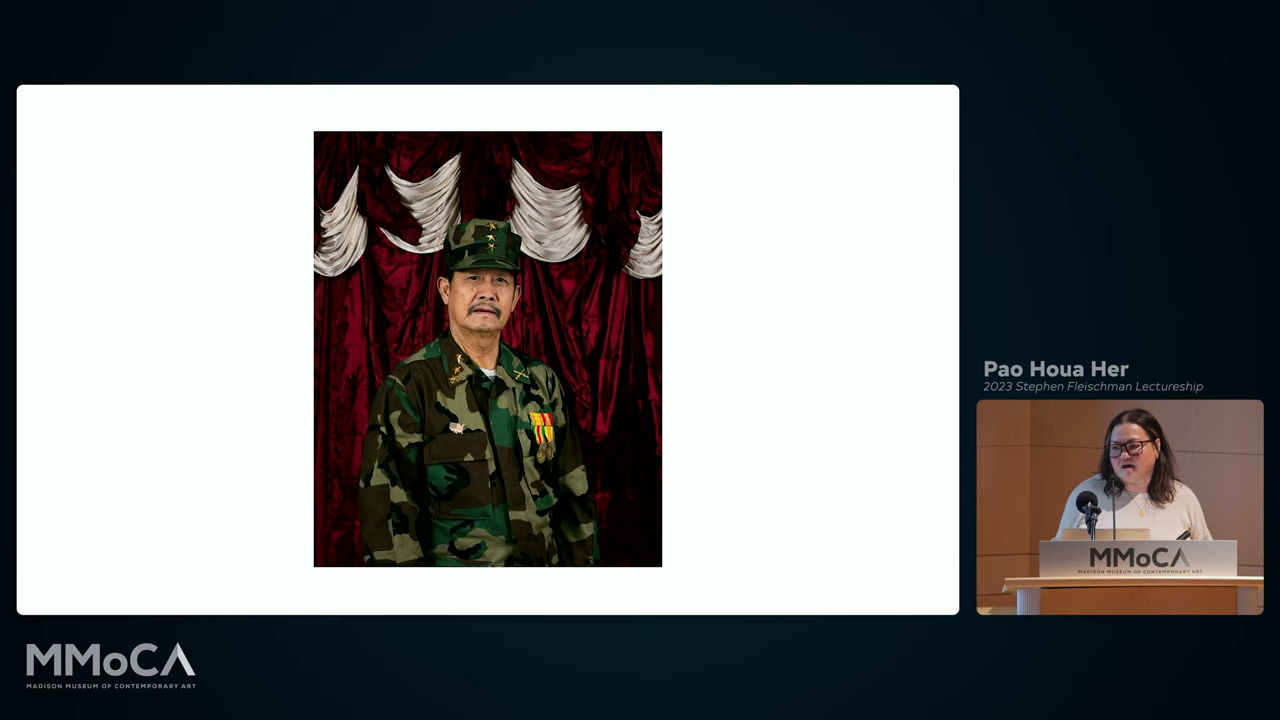 Pao Houa Her
2023 Stephen Fleischman Lectureship
MMoCA
MADISON MUSEUM OF CONTEMPORARY ART
MMoCA
MADISON MUSEUM OF CONTEMPORARY ART